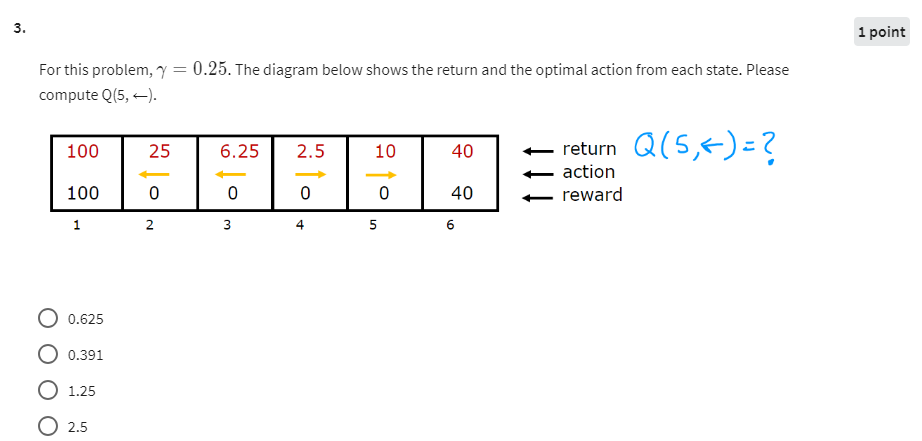 3.
1 point
For this problem, γ = 0.25. The diagram below shows the return and the optimal action from each state. Please
compute Q(5, ←).
100 25 6.25 2.5 10 40 ← return Q(5,←)=?
← ← → → ← action
100 0 0 0 0 40 ← reward
1 2 3 4 5 6
0.625
0.391
1.25
2.5